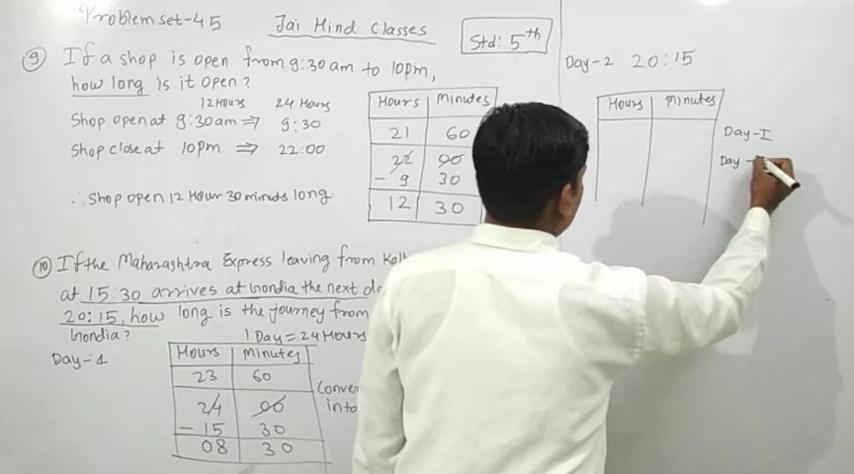 Problem set-45
Jai Hind Classes
Std: 5th
9 If a shop is open from 9:30 am to 10pm,
how long is it open?
12 Hours 24 Hours
Shop open at 9:30am ⇒ 9:30
Shop close at 10pm ⇒ 22:00
∴ Shop open 12 Hour 30 minuts long
Hours Minutes
21 60
22 00
- 9 30
12 30
10 If the Maharashtra Express leaving from
at 15:30 arrives at Gondia the next
20:15, how long is the journey from
Gondia?
1 Day = 24 Hours
Day-1
Hours Minutes
23 60
24 00
- 15 30
08 30
into
Day-2 20:15
Hours Minutes
Day-I
Day -